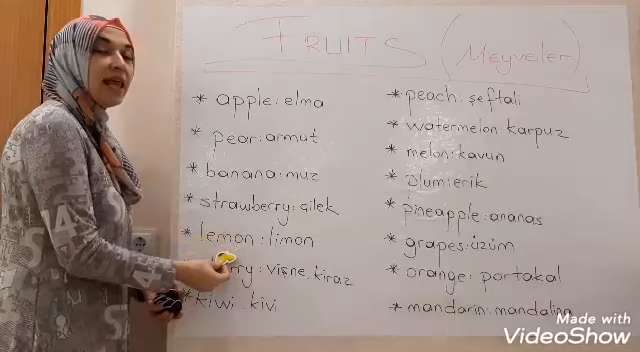 FRUITS (Meyveler)
* apple: elma
* pear: armut
* banana: muz
* strawberry: çilek
* lemon: limon
: vişne, kiraz
* kiwi: kivi
* peach: şeftali
* watermelon: karpuz
* melon: kavun
* plum: erik
* pineapple: ananas
* grapes: üzüm
* orange: portakal
* mandarin: mandalina
Made with
VideoShow